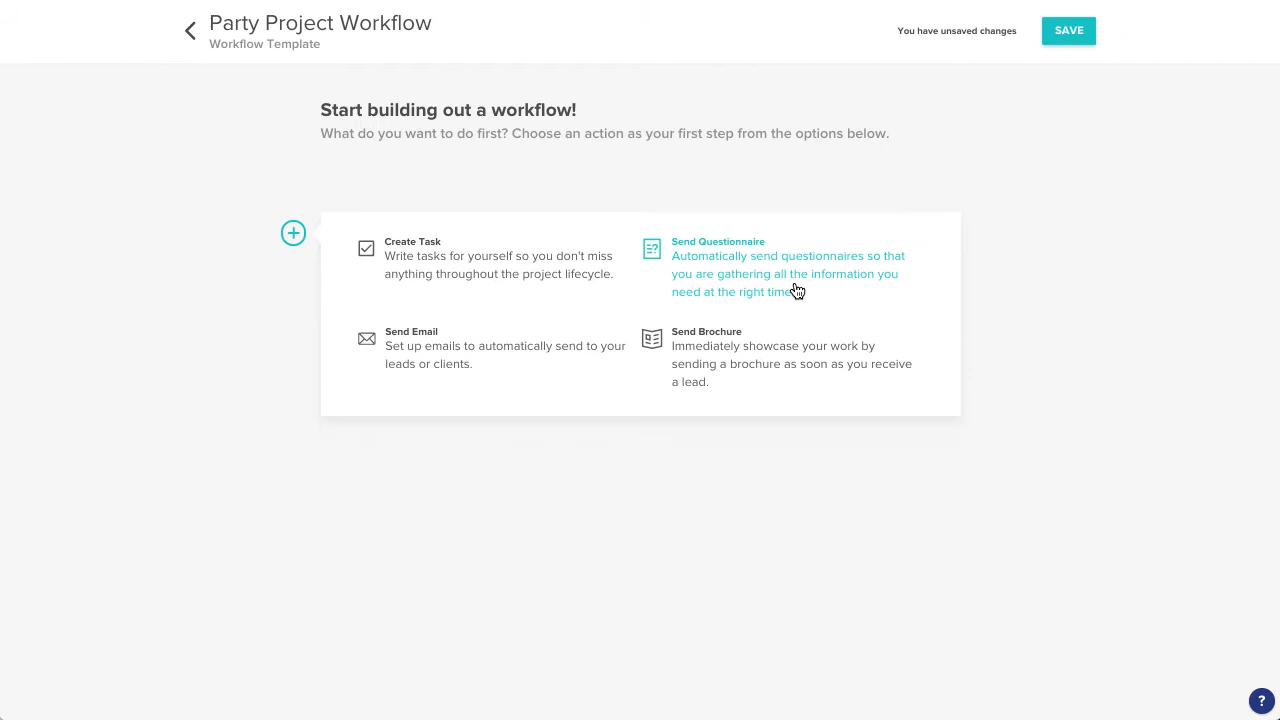 Party Project Workflow
Workflow Template
You have unsaved changes
SAVE
Start building out a workflow!
What do you want to do first? Choose an action as your first step from the options below.
Create Task
Write tasks for yourself so you don't miss
anything throughout the project lifecycle.
Send Questionnaire
Automatically send questionnaires so that
you are gathering all the information you
need at the right time
Send Email
Set up emails to automatically send to your
leads or clients.
Send Brochure
Immediately showcase your work by
sending a brochure as soon as you receive
a lead.
?